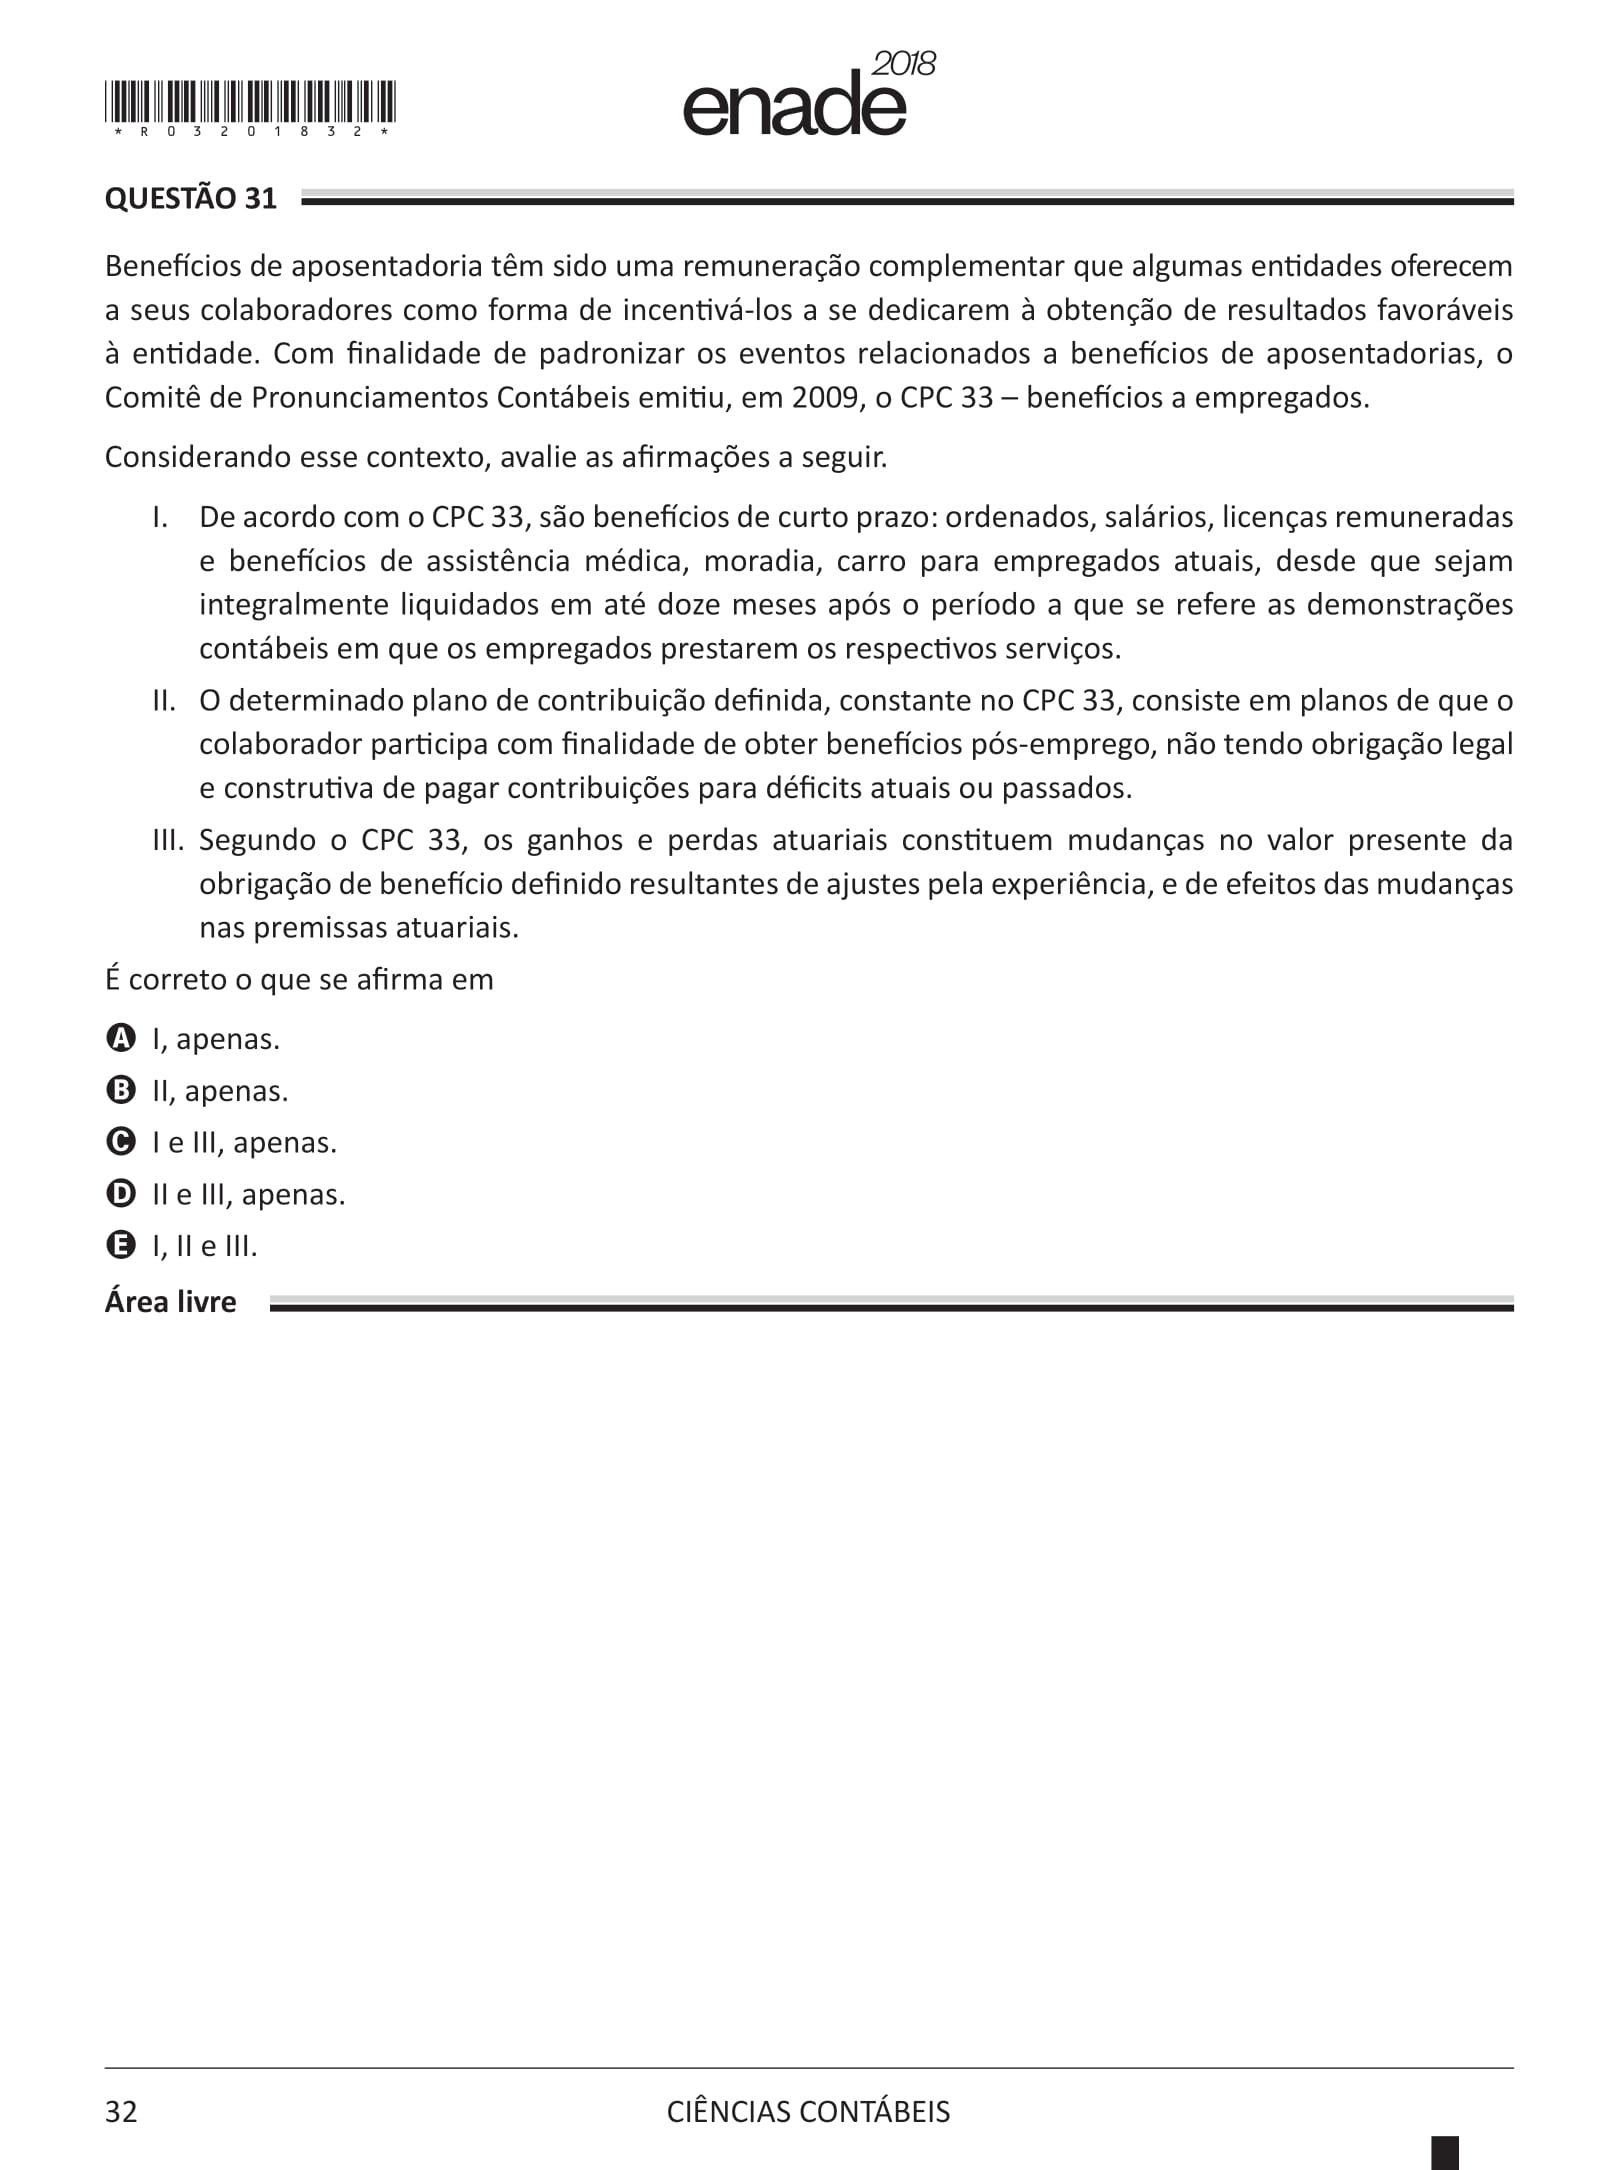 * R 0 3 2 0 1 8 3 2 *
enade 2018
QUESTÃO 31
Benefícios de aposentadoria têm sido uma remuneração complementar que algumas entidades oferecem
a seus colaboradores como forma de incentivá-los a se dedicarem à obtenção de resultados favoráveis
à entidade. Com finalidade de padronizar os eventos relacionados a benefícios de aposentadorias, o
Comitê de Pronunciamentos Contábeis emitiu, em 2009, o CPC 33 – benefícios a empregados.
Considerando esse contexto, avalie as afirmações a seguir.
I. De acordo com o CPC 33, são benefícios de curto prazo: ordenados, salários, licenças remuneradas
e benefícios de assistência médica, moradia, carro para empregados atuais, desde que sejam
integralmente liquidados em até doze meses após o período a que se refere as demonstrações
contábeis em que os empregados prestarem os respectivos serviços.
II. O determinado plano de contribuição definida, constante no CPC 33, consiste em planos de que o
colaborador participa com finalidade de obter benefícios pós-emprego, não tendo obrigação legal
e construtiva de pagar contribuições para déficits atuais ou passados.
III. Segundo o CPC 33, os ganhos e perdas atuariais constituem mudanças no valor presente da
obrigação de benefício definido resultantes de ajustes pela experiência, e de efeitos das mudanças
nas premissas atuariais.
É correto o que se afirma em
A I, apenas.
B II, apenas.
C I e III, apenas.
D II e III, apenas.
E I, II e III.
Área livre
32
CIÊNCIAS CONTÁBEIS